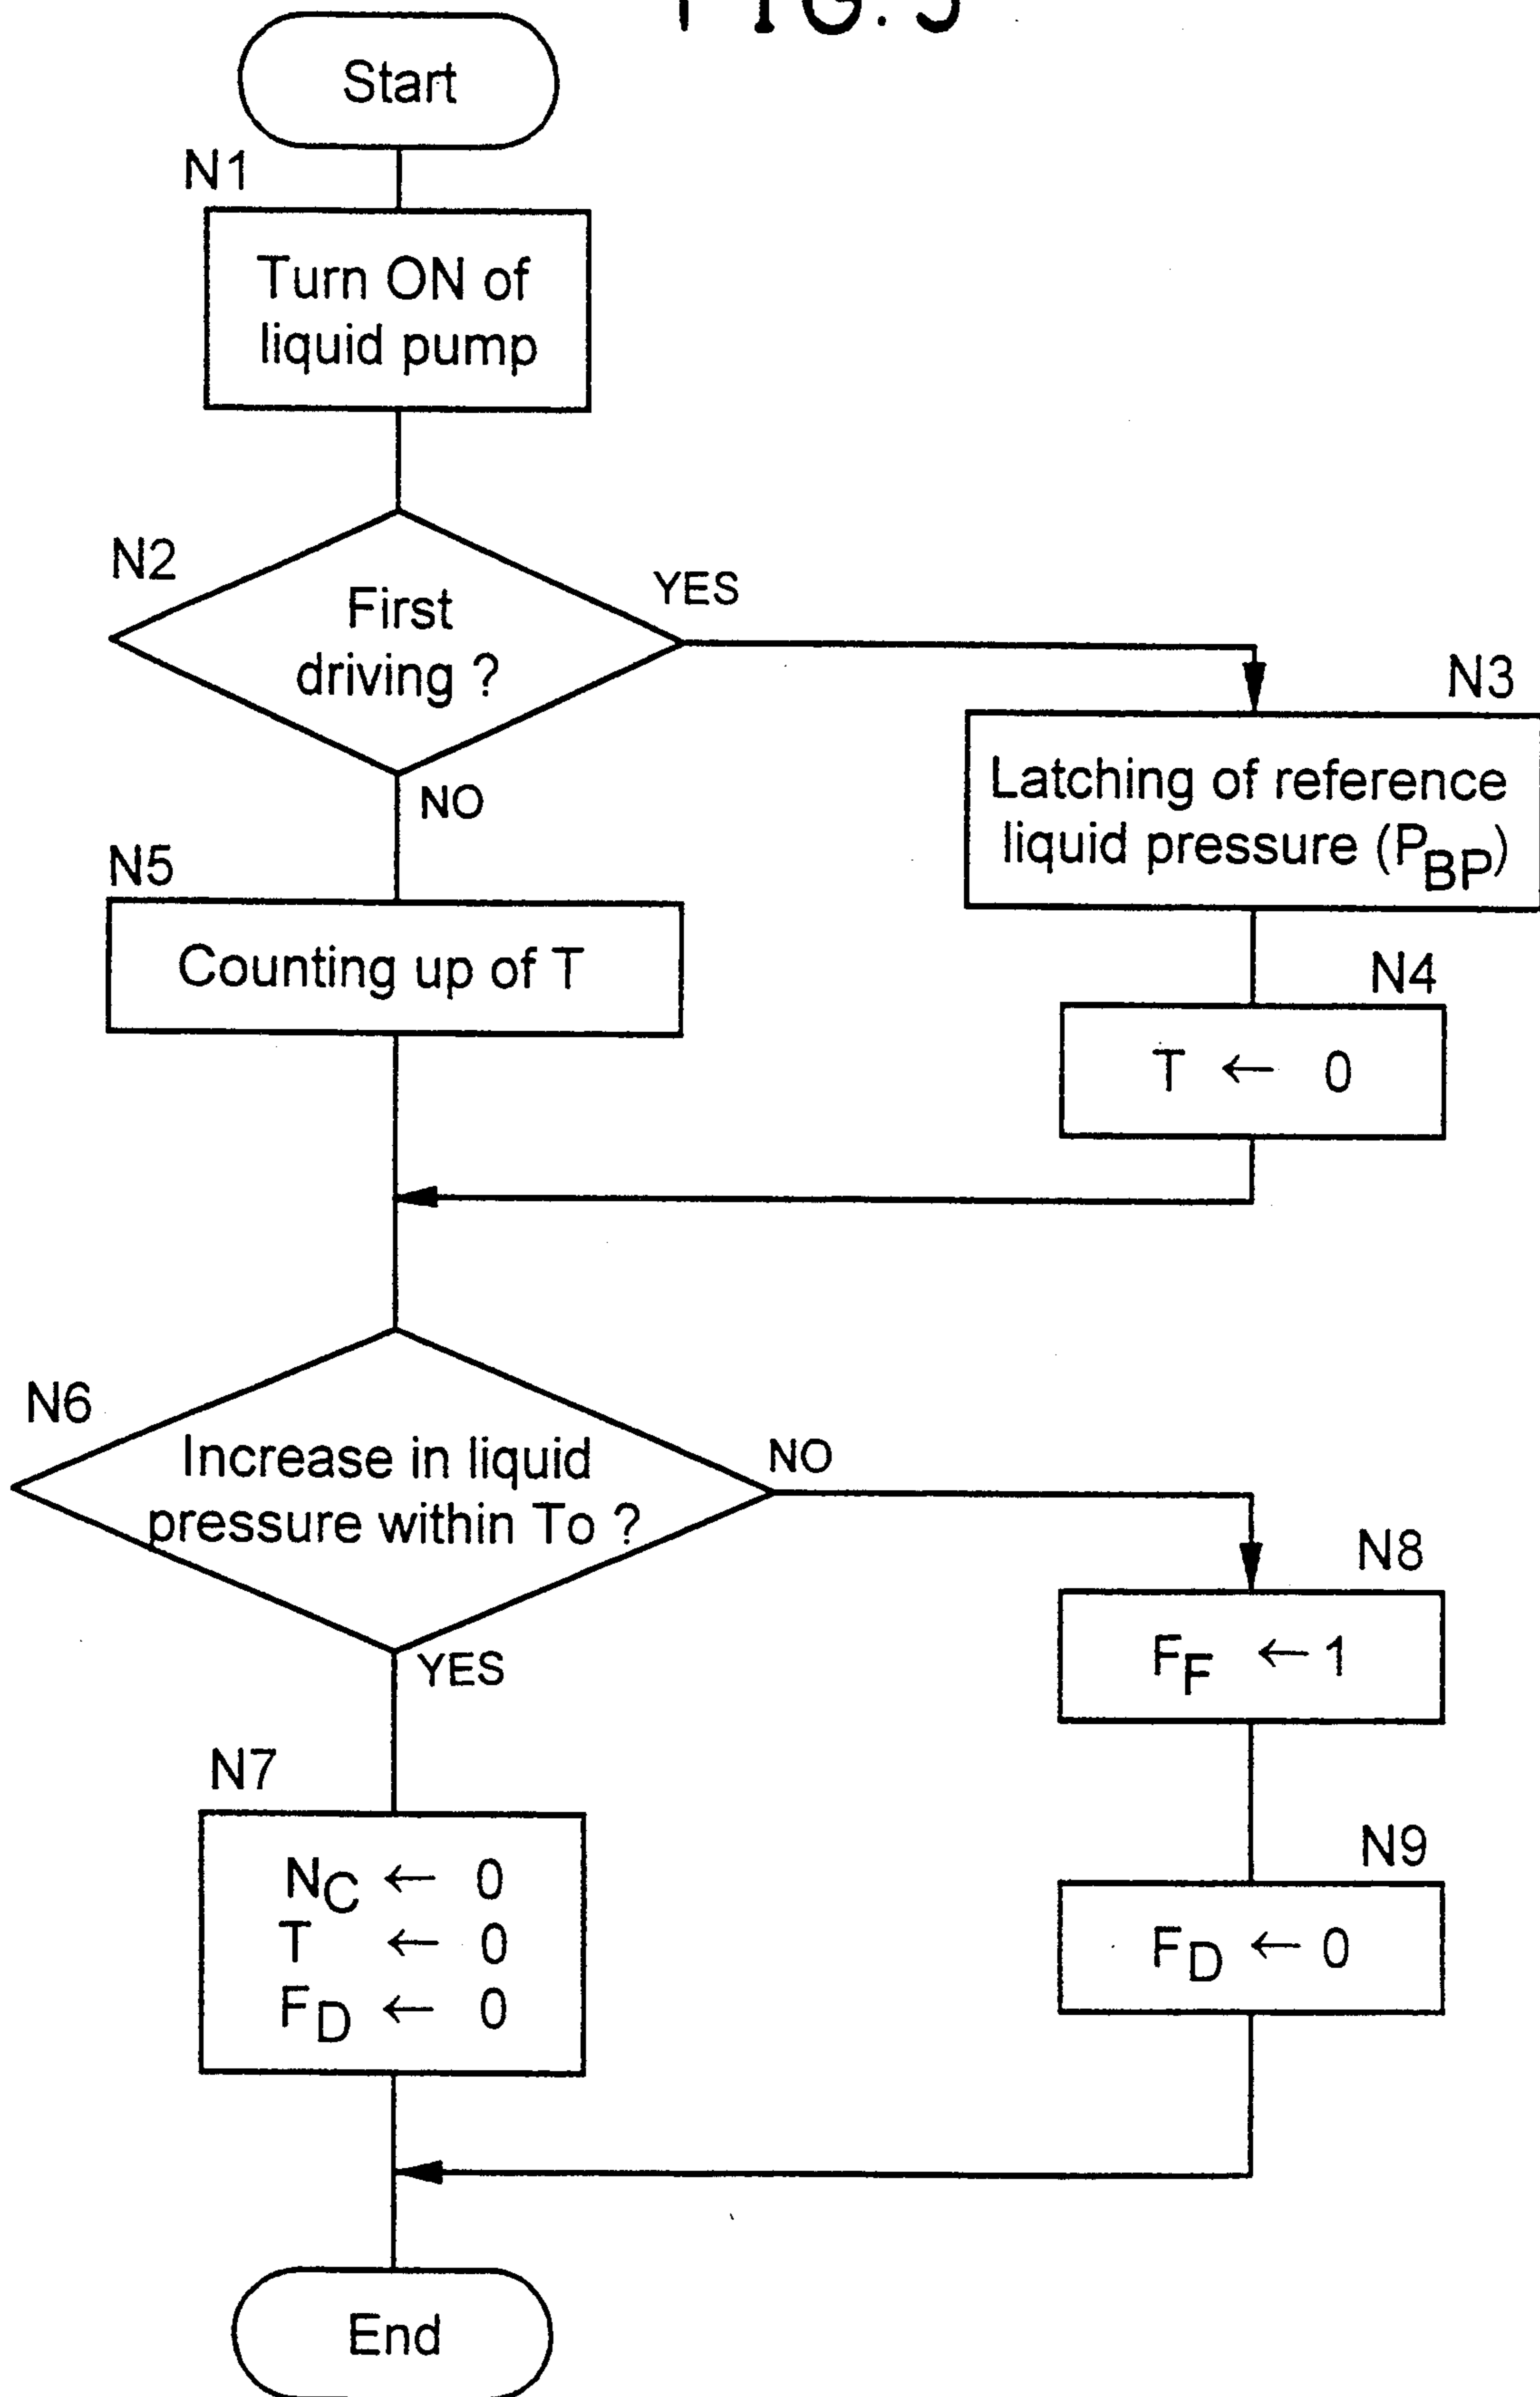 FIG. 5
Start
N1
Turn ON of
liquid pump
N2
First
driving ?
YES
NO
N3
Latching of reference
liquid pressure (PBP)
N4
T ← 0
N5
Counting up of T
N6
Increase in liquid
pressure within To ?
NO
YES
N7
NC ← 0
T ← 0
FD ← 0
N8
FF ← 1
N9
FD ← 0
End